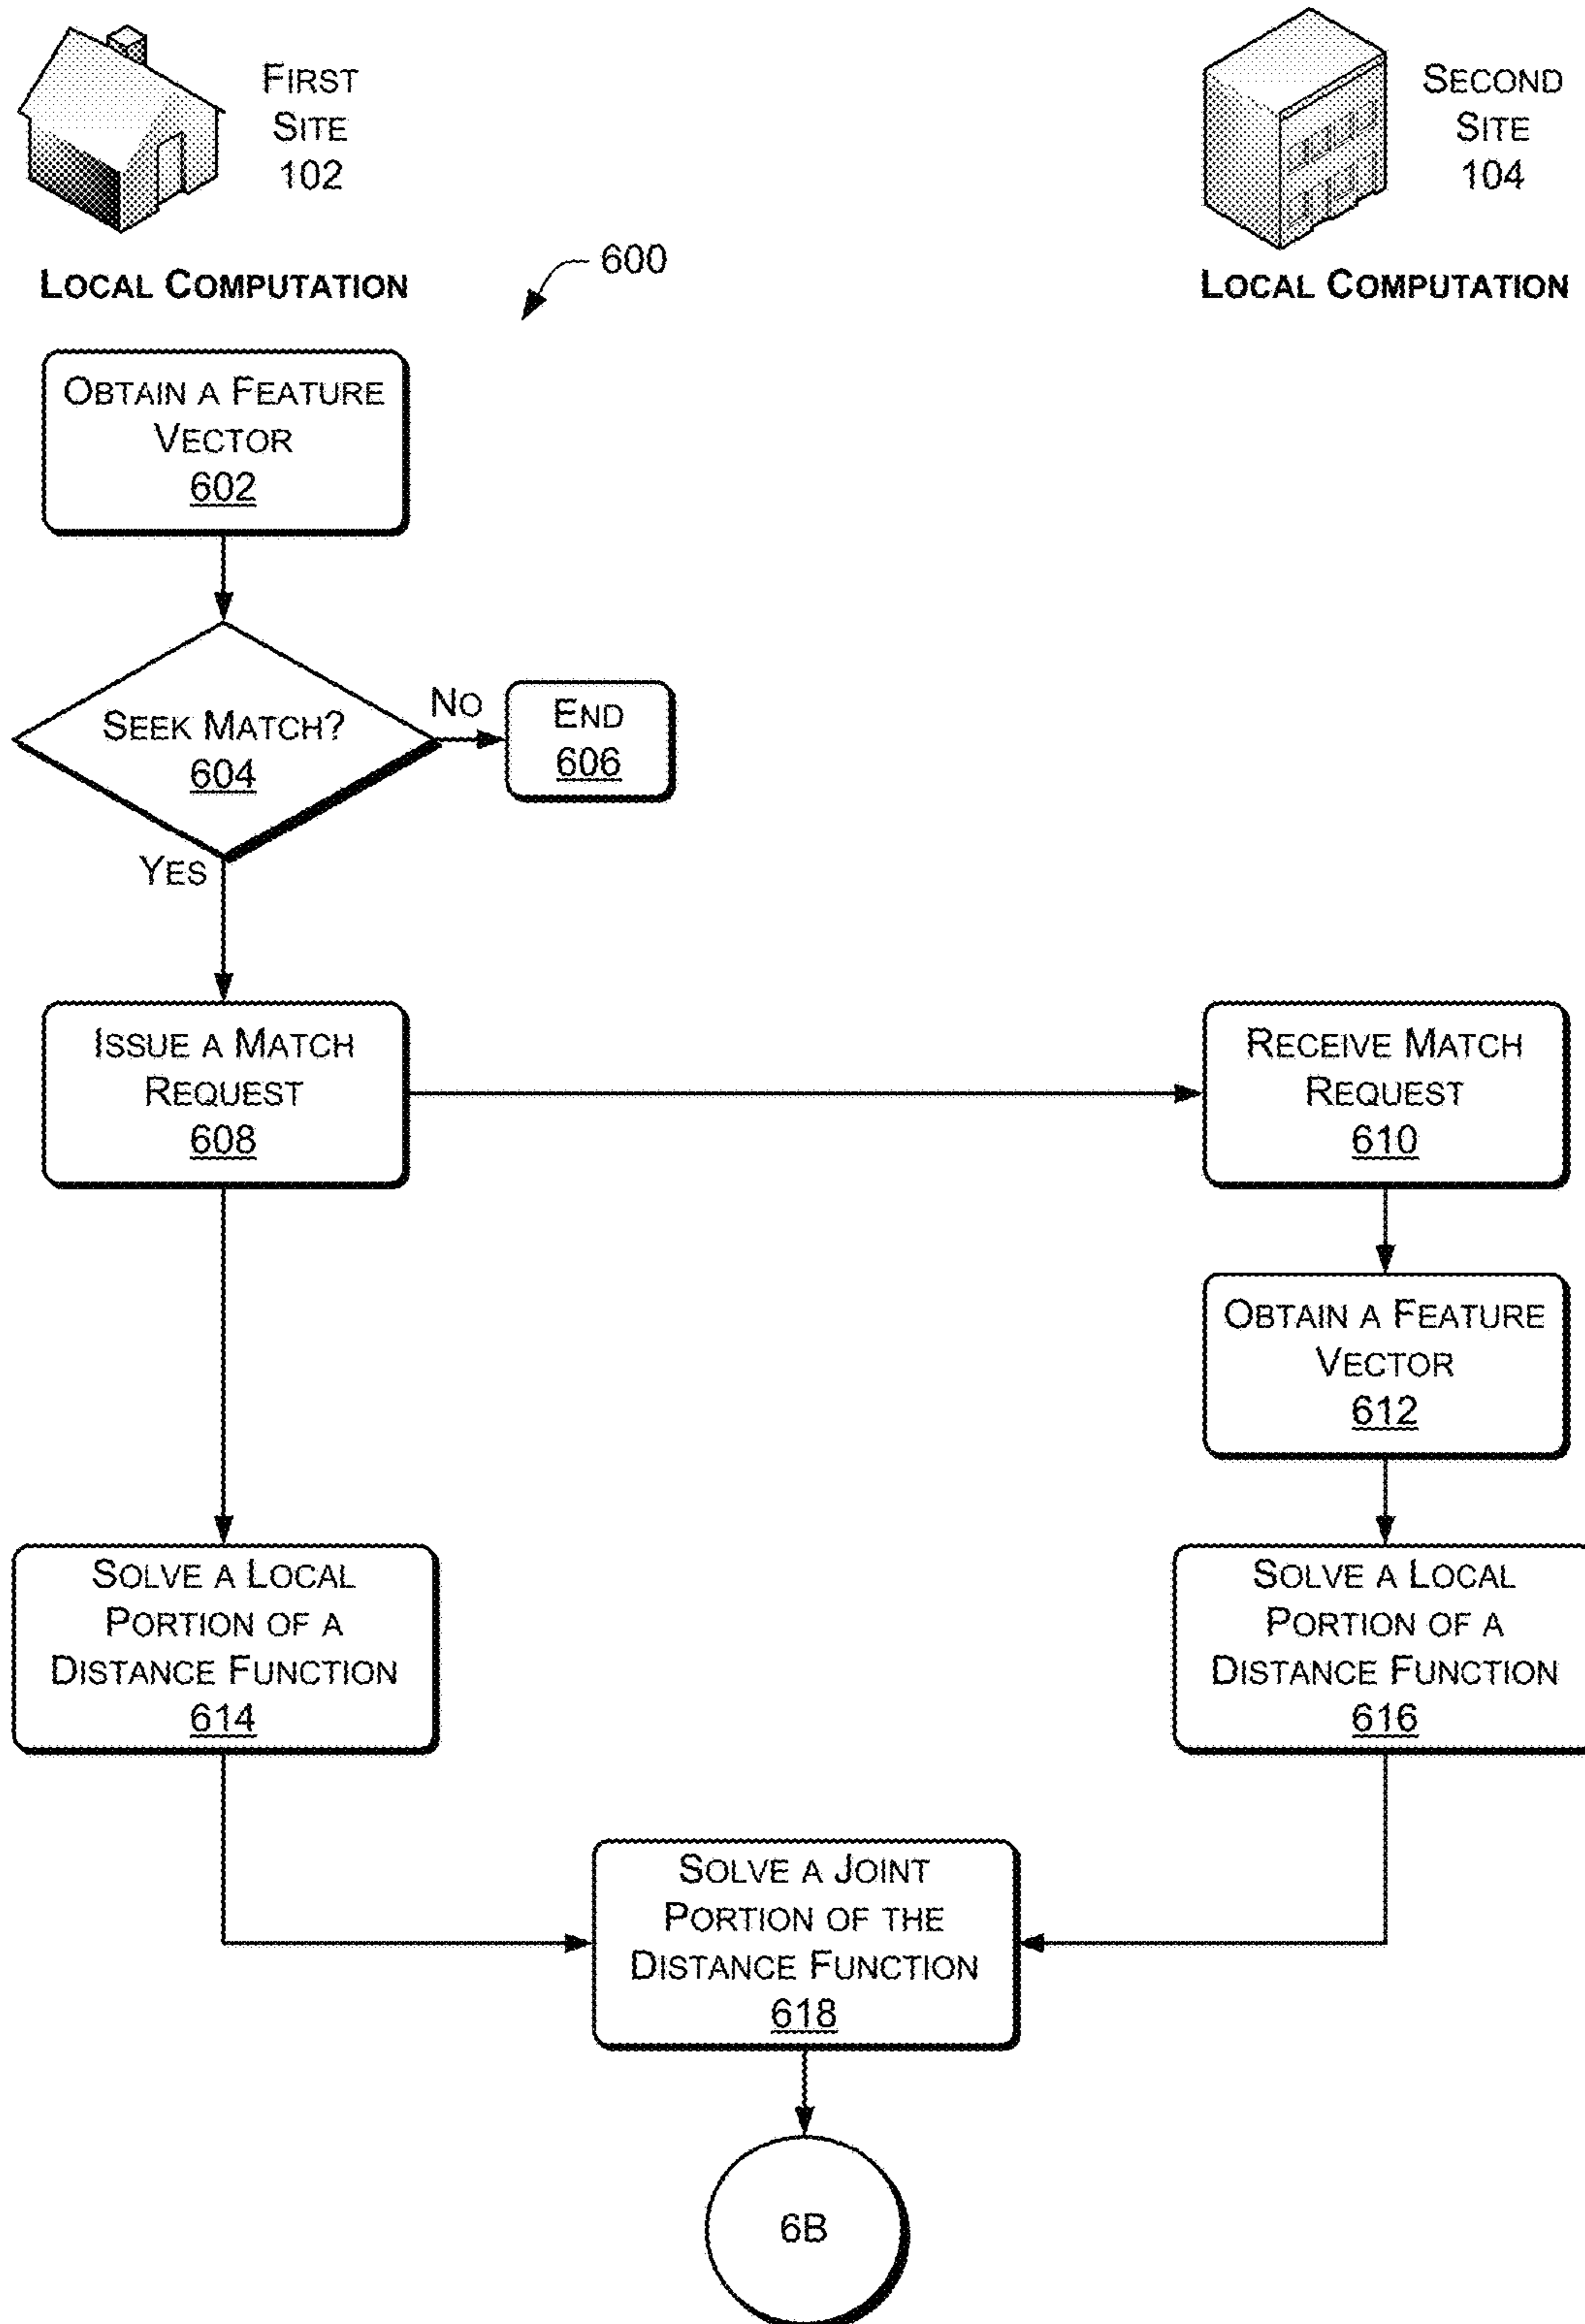 FIRST
SITE
102
SECOND
SITE
104
LOCAL COMPUTATION
600
LOCAL COMPUTATION
OBTAIN A FEATURE
VECTOR
602
SEEK MATCH?
604
NO
END
606
YES
ISSUE A MATCH
REQUEST
608
RECEIVE MATCH
REQUEST
610
OBTAIN A FEATURE
VECTOR
612
SOLVE A LOCAL
PORTION OF A
DISTANCE FUNCTION
614
SOLVE A LOCAL
PORTION OF A
DISTANCE FUNCTION
616
SOLVE A JOINT
PORTION OF THE
DISTANCE FUNCTION
618
6B